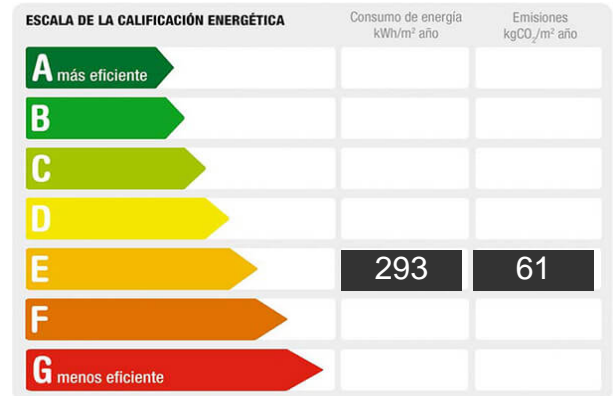 ESCALA DE LA CALIFICACIÓN ENERGÉTICA
Consumo de energía
kWh/m² año
Emisiones
kgCO₂/m² año
A más eficiente
B
C
D
E 293 61
F
G menos eficiente